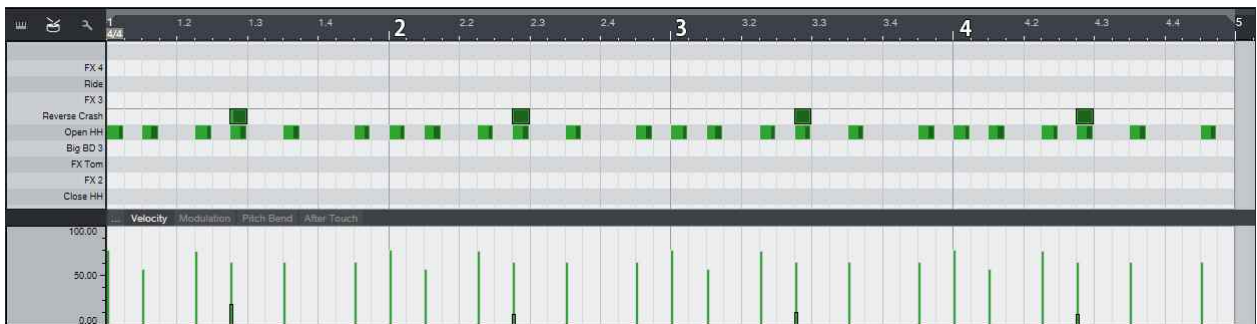 1 1.2 1.3 1.4 2 2.2 2.3 2.4 3 3.2 3.3 3.4 4 4.2 4.3 4.4 5
4/4
FX 4
Ride
FX 3
Reverse Crash
Open HH
Big BD 3
FX Tom
FX 2
Close HH
... Velocity Modulation Pitch Bend After Touch
100.00
50.00
0.00